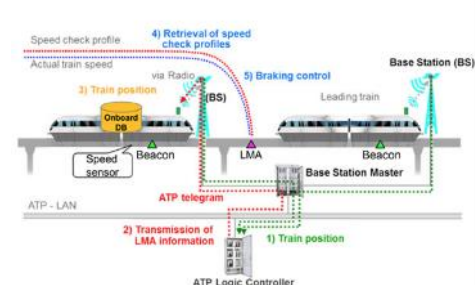 Speed check profile
Actual train speed
4) Retrieval of speed
check profiles
via Radio
(BS)
5) Braking control
Base Station (BS)
3) Train position
Onboard
DB
Leading train
Speed
sensor
Beacon
LMA
Beacon
Base Station Master
ATP telegram
ATP - LAN
2) Transmission of
LMA information
1) Train position
ATP Logic Controller